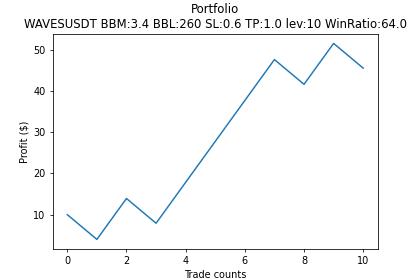 Portfolio
WAVESUSDT BBM:3.4 BBL:260 SL:0.6 TP:1.0 lev:10 WinRatio:64.0
50
40
30
20
10
Profit ($)
0 2 4 6 8 10
Trade counts